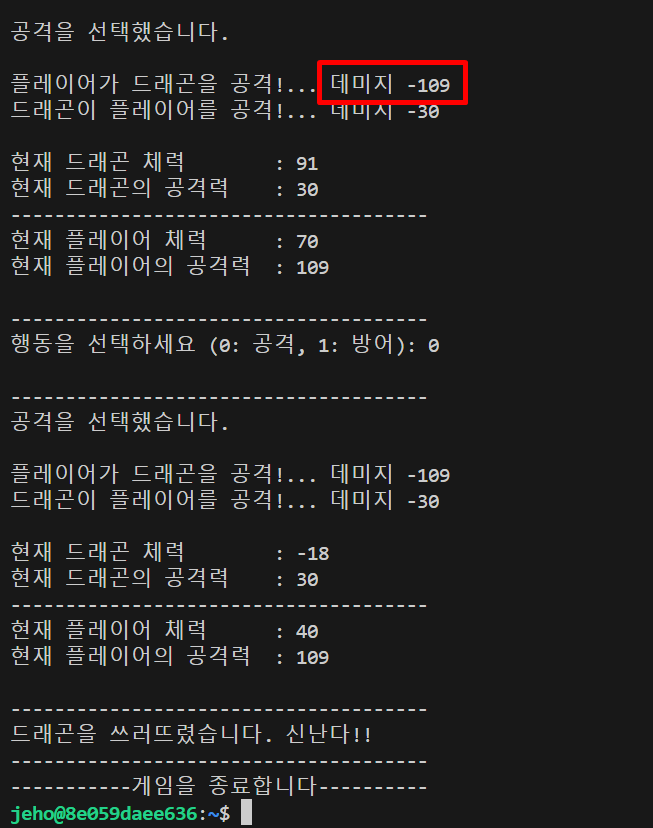 공격을 선택했습니다.
플레이어가 드래곤을 공격!... 데미지 -109
드래곤이 플레이어를 공격!... 데미지 -30
현재 드래곤 체력 : 91
현재 드래곤의 공격력 : 30
--------------------------------------
현재 플레이어 체력 : 70
현재 플레이어의 공격력 : 109
--------------------------------------
행동을 선택하세요 (0: 공격, 1: 방어): 0
--------------------------------------
공격을 선택했습니다.
플레이어가 드래곤을 공격!... 데미지 -109
드래곤이 플레이어를 공격!... 데미지 -30
현재 드래곤 체력 : -18
현재 드래곤의 공격력 : 30
--------------------------------------
현재 플레이어 체력 : 40
현재 플레이어의 공격력 : 109
--------------------------------------
드래곤을 쓰러뜨렸습니다. 신난다!!
--------------------------------------
-----------게임을 종료합니다----------
jeho@8e059daee636:~$